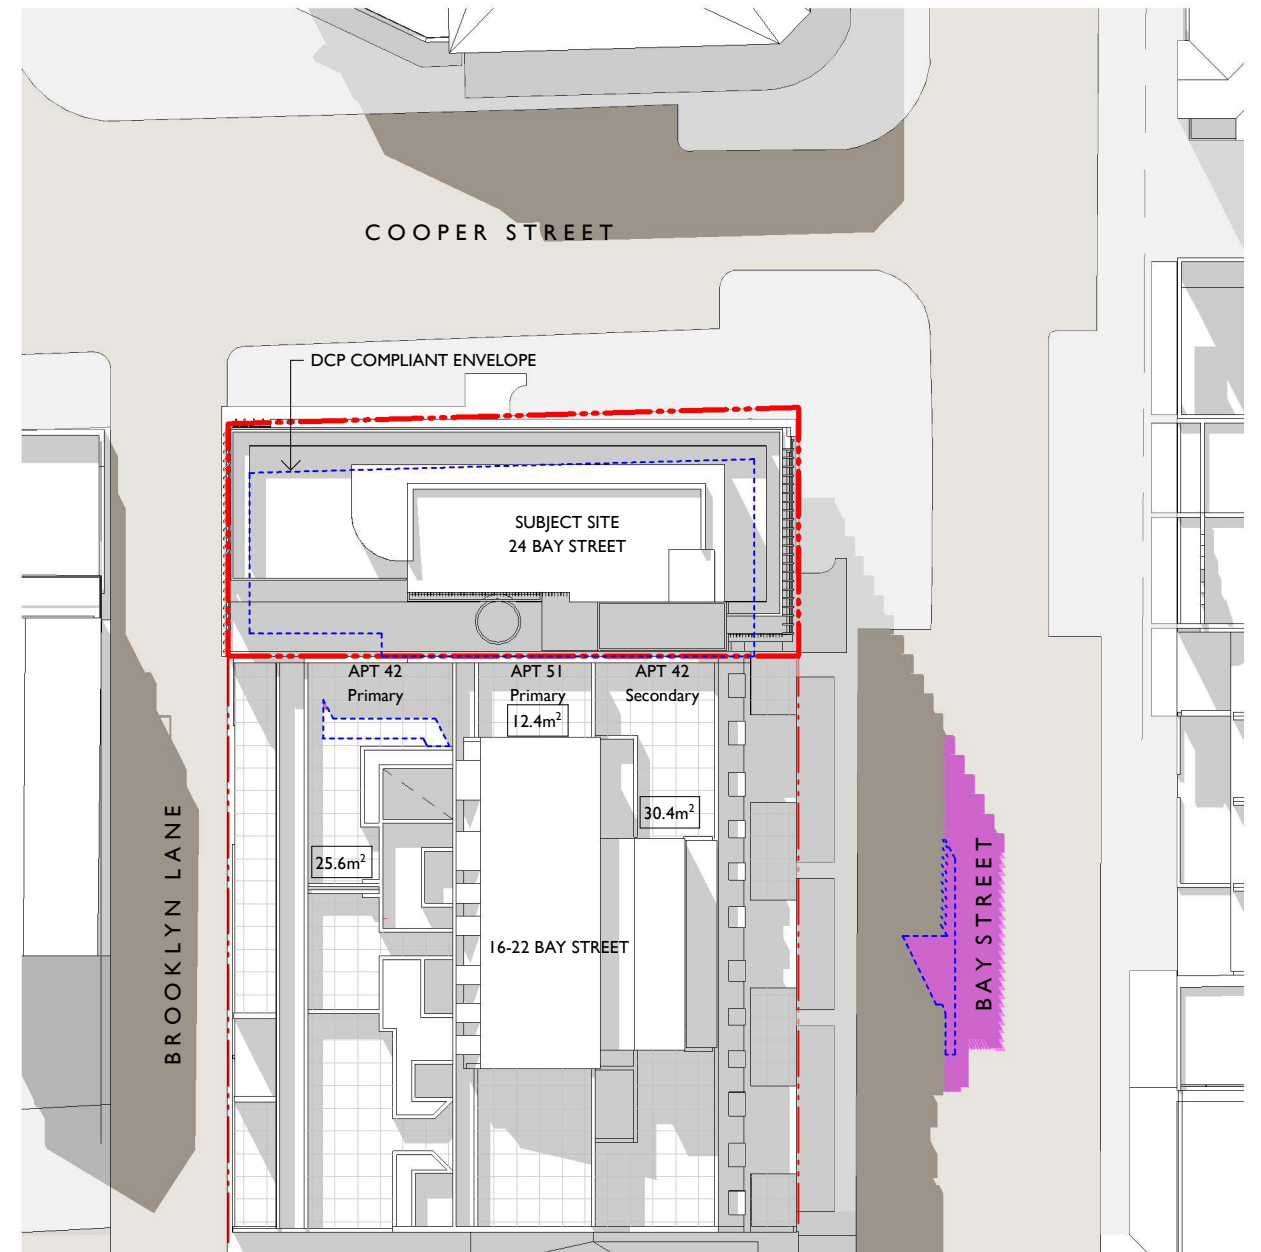 COOPER STREET
DCP COMPLIANT ENVELOPE
SUBJECT SITE
24 BAY STREET
APT 42
Primary
APT 51
Primary
12.4m²
APT 42
Secondary
30.4m²
25.6m²
16-22 BAY STREET
BROOKLYN LANE
BAY STREET